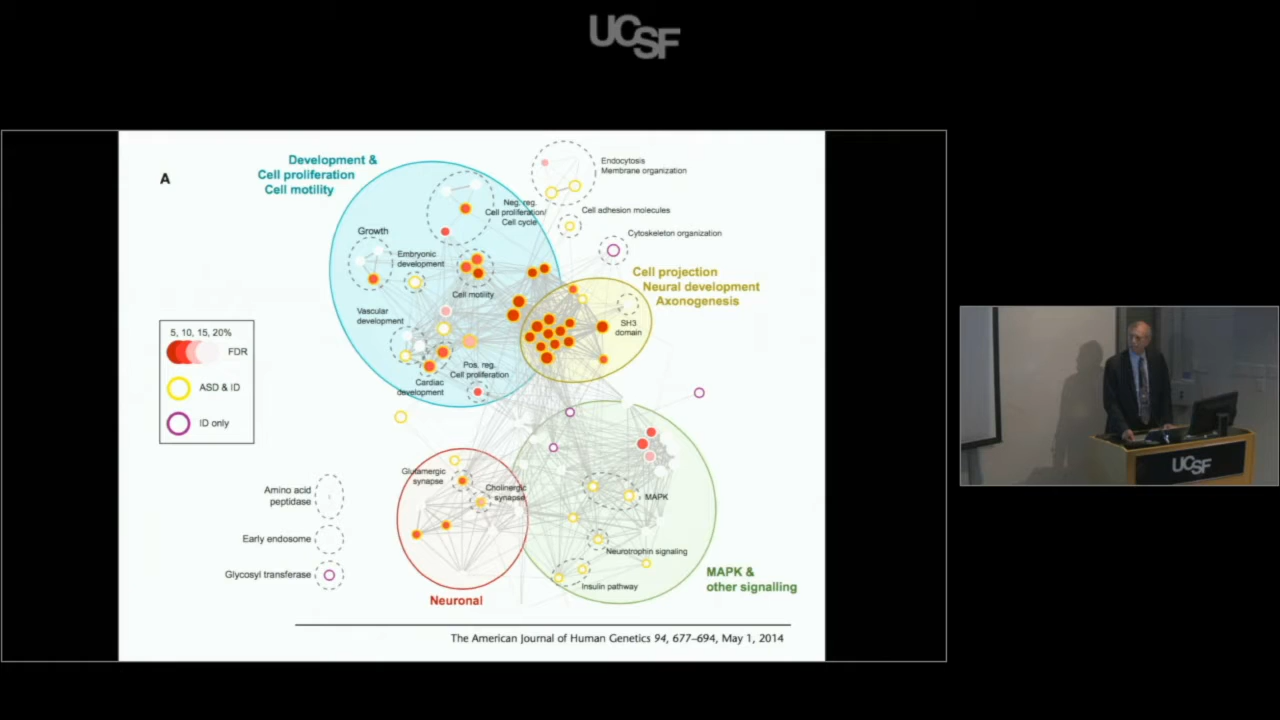 UCSF
A
Development &
Cell proliferation
Cell motility
Endocytosis
Membrane organization
Neg. reg.
Cell proliferation/
Cell cycle
Cell adhesion molecules
Growth
Cytoskeleton organization
Embryonic
development
Cell projection
Neural development
Axonogenesis
Cell motility
Vascular
development
SH3
domain
5, 10, 15, 20%
FDR
Pos. reg.
Cell proliferation
Cardiac
development
ASD & ID
ID only
Glutamergic
synapse
Cholinergic
synapse
MAPK
Amino acid
peptidase
Early endosome
Neurotrophin signaling
Glycosyl transferase
Insulin pathway
MAPK &
other signalling
Neuronal
The American Journal of Human Genetics 94, 677–694, May 1, 2014
UCSF